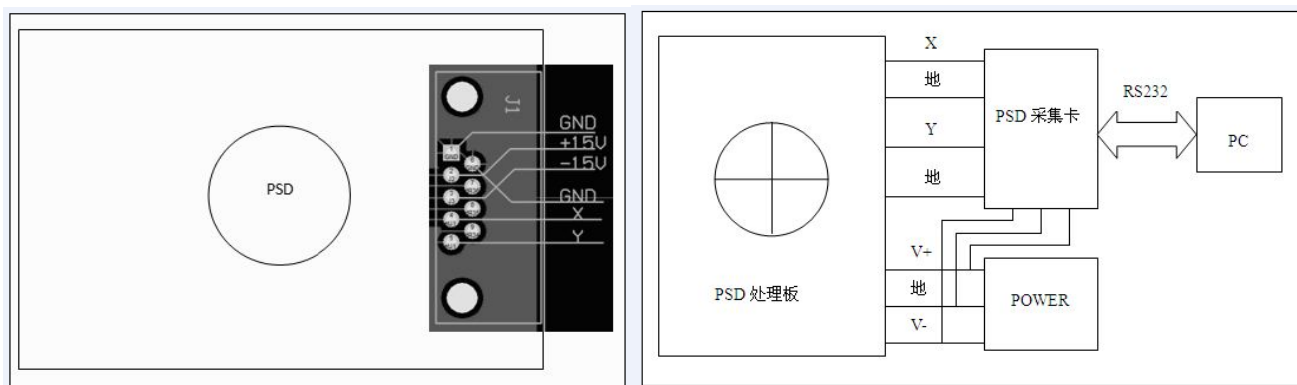 PSD
J1
GND
+15V
-15V
GND
X
Y
X
地
Y
地
V+
地
V-
PSD 处理板
PSD 采集卡
RS232
PC
POWER